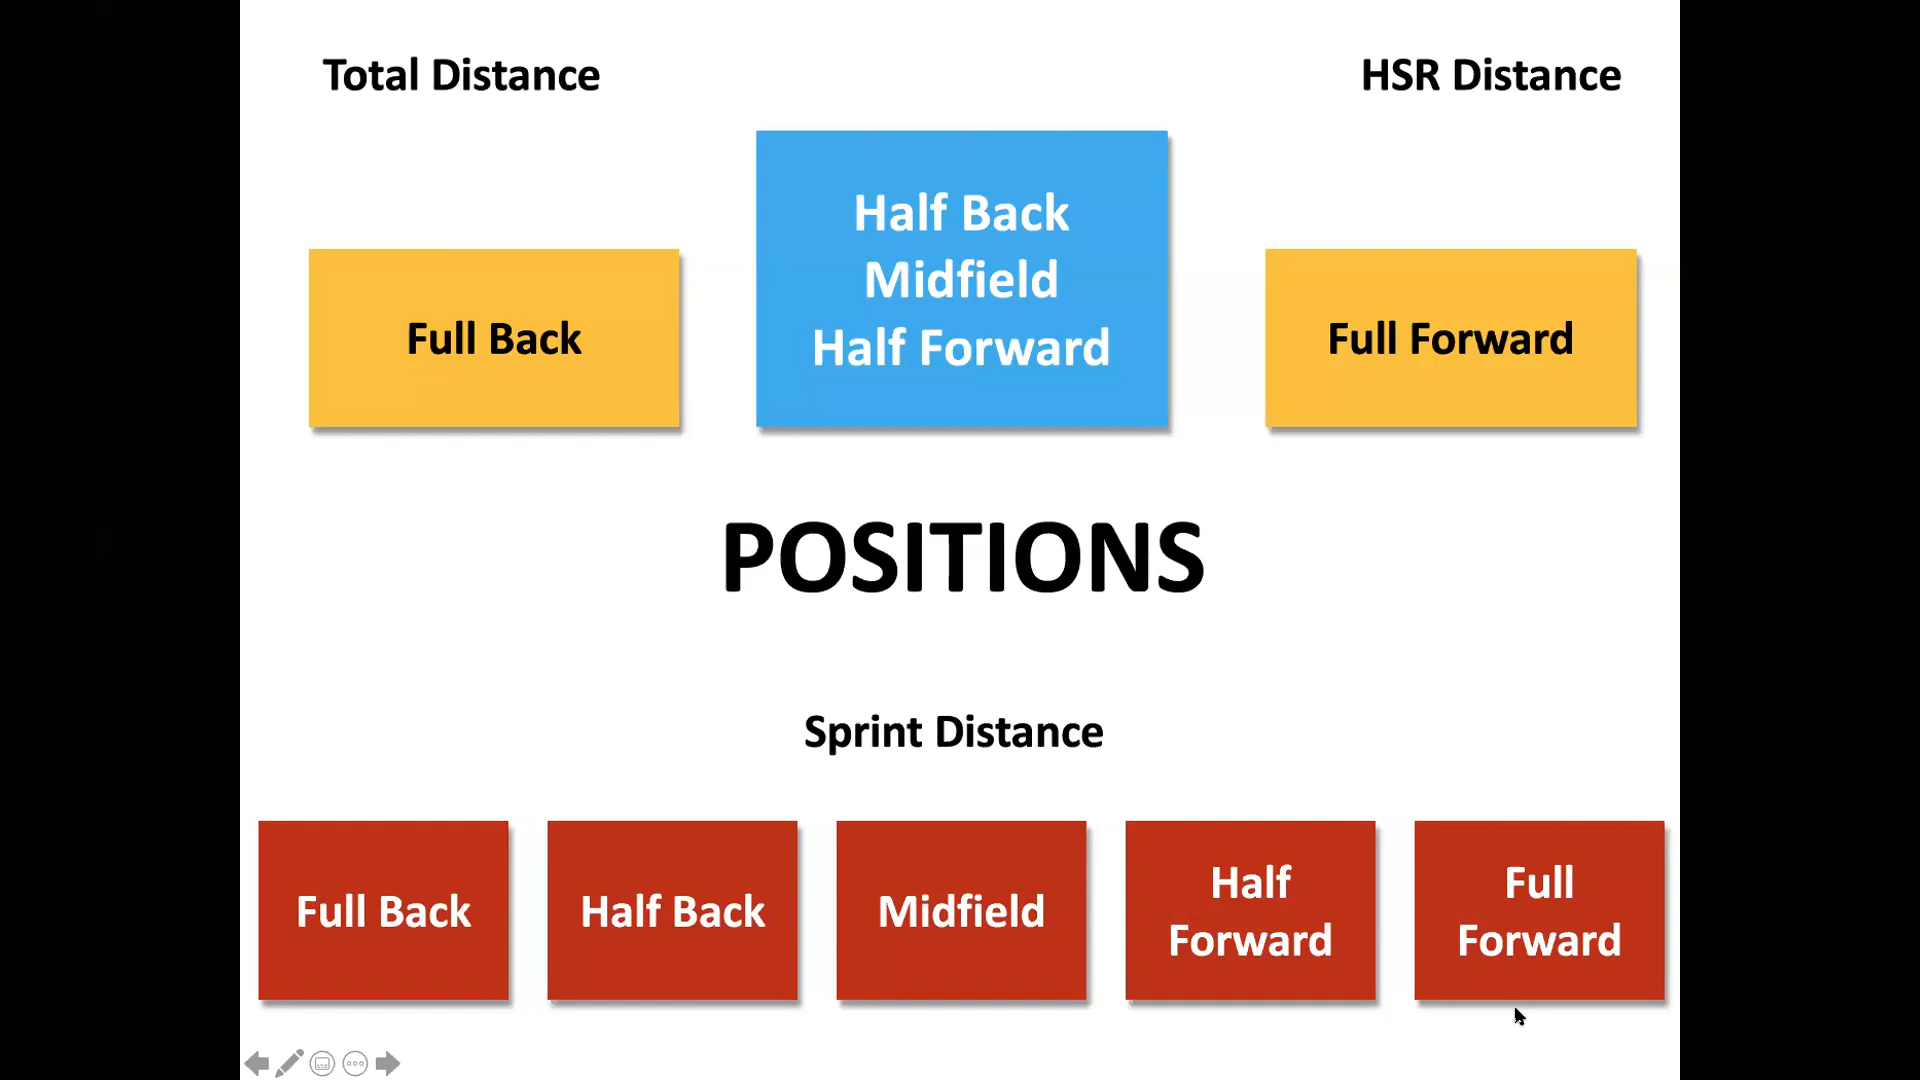 Total Distance
HSR Distance
Half Back
Midfield
Half Forward
Full Back
Full Forward
POSITIONS
Sprint Distance
Full Back
Half Back
Midfield
Half
Forward
Full
Forward